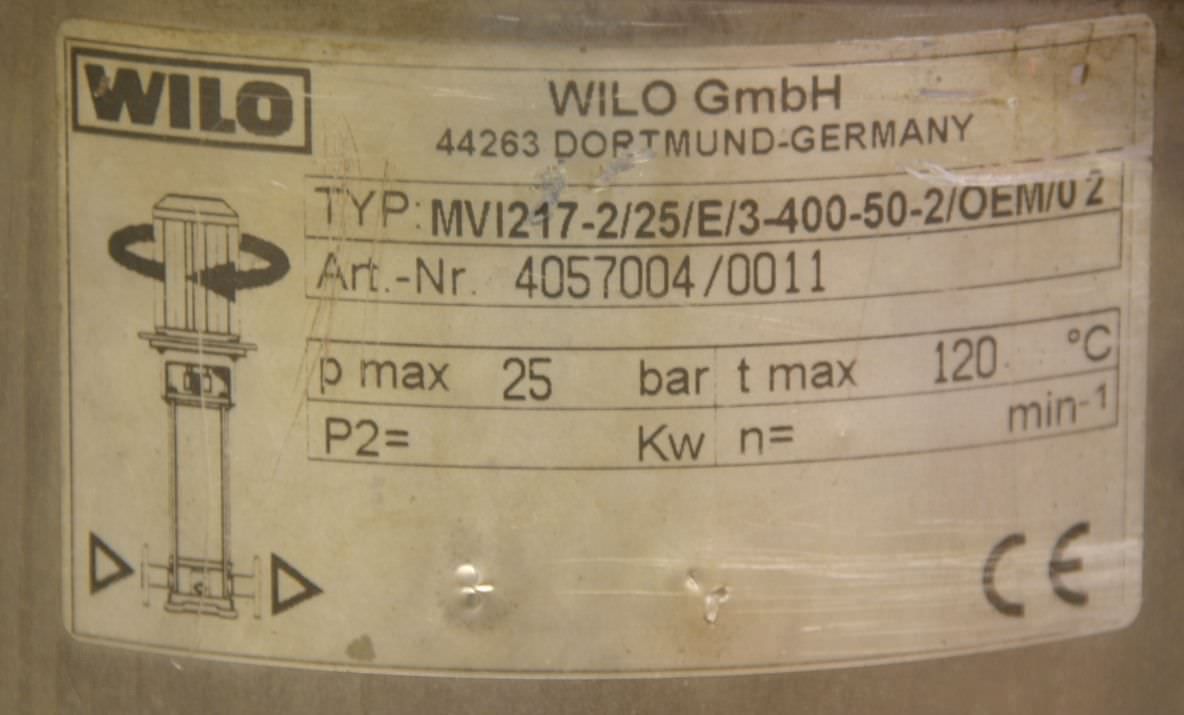 WILO
WILO GmbH
44263 DORTMUND-GERMANY
TYP: MVI217-2/25/E/3-400-50-2/OEM/0 2
Art.-Nr. 4057004/0011
p max 25 bar t max 120 °C
P2= Kw n= min-1
CE